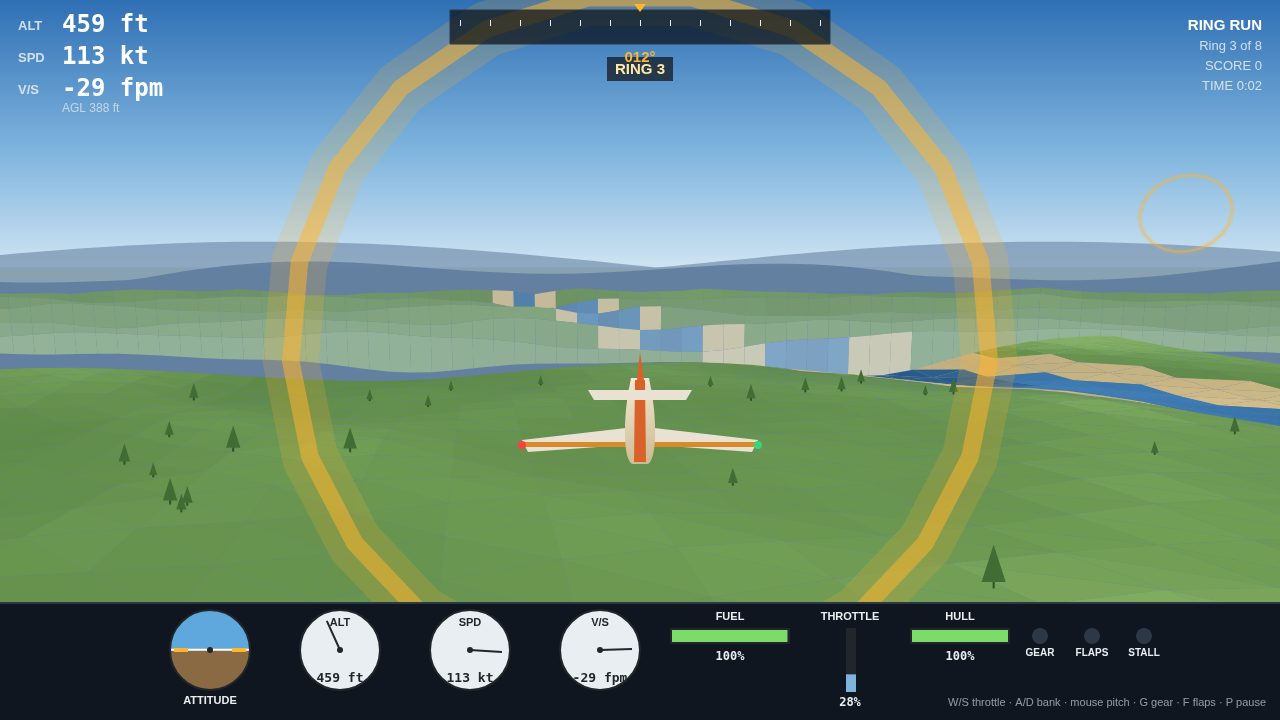 ALT 459 ft
SPD 113 kt
V/S -29 fpm
AGL 388 ft
012°
RING 3
RING RUN
Ring 3 of 8
SCORE 0
TIME 0:02
ATTITUDE
ALT
459 ft
SPD
113 kt
V/S
-29 fpm
FUEL
100%
THROTTLE
28%
HULL
100%
GEAR FLAPS STALL
W/S throttle · A/D bank · mouse pitch · G gear · F flaps · P pause